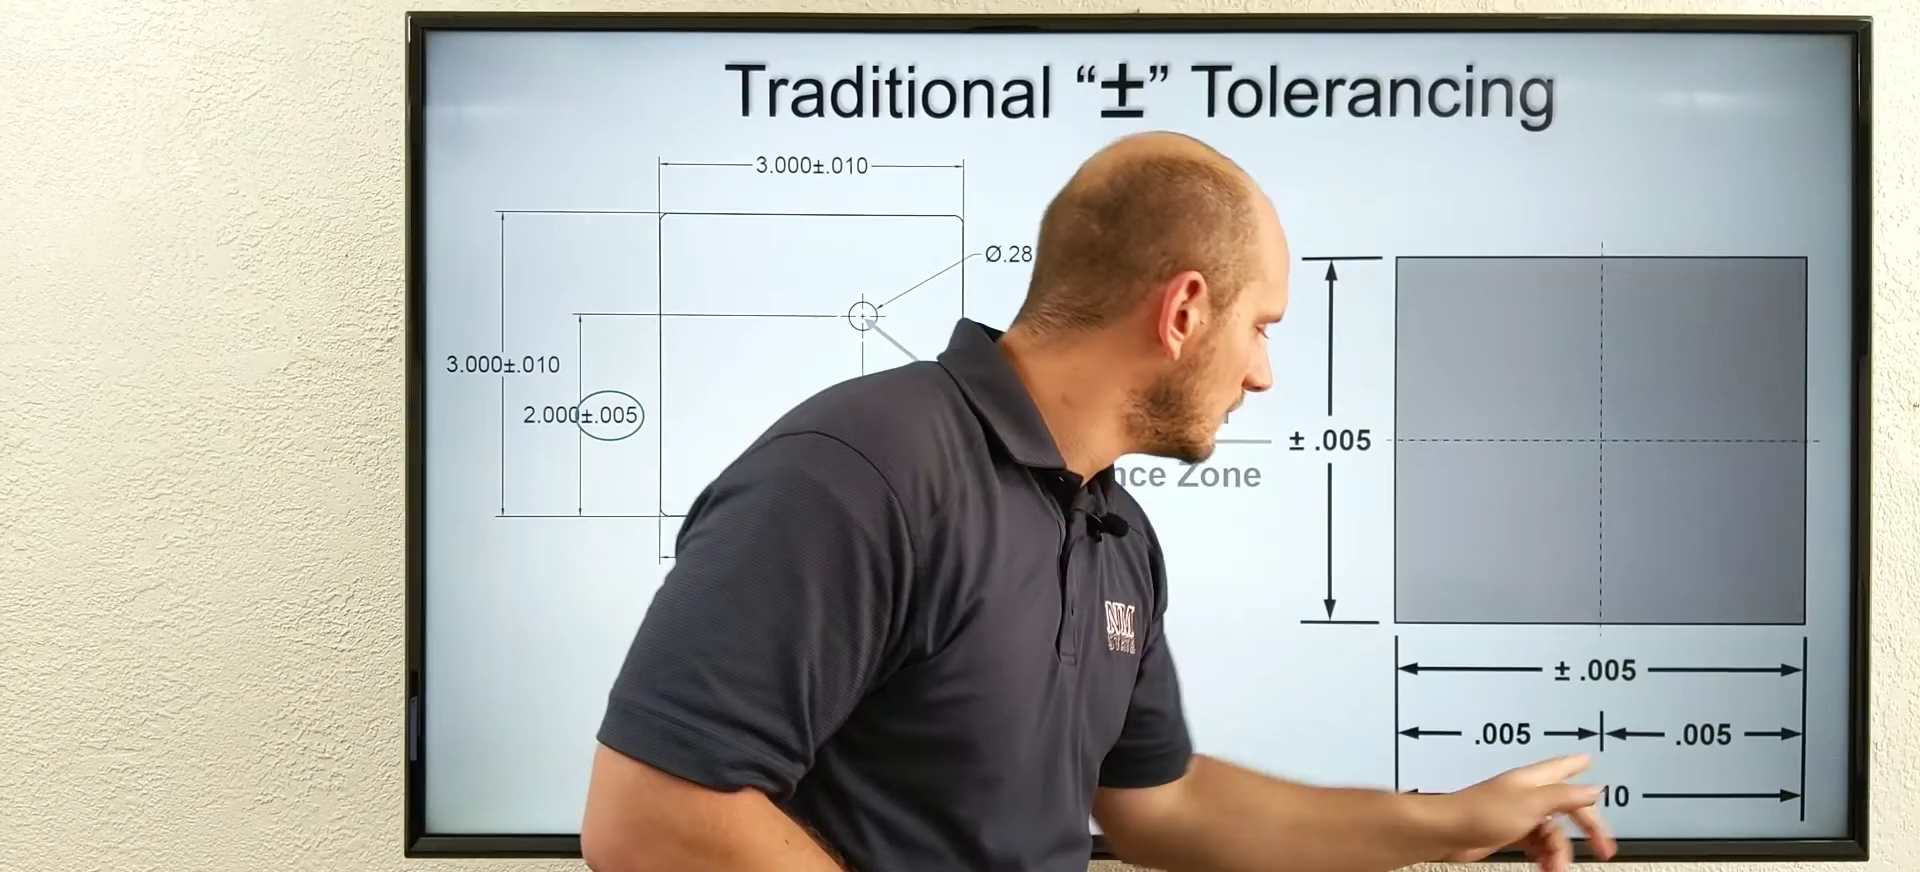 Traditional “±” Tolerancing
3.000±.010
Ø.28
3.000±.010
2.000±.005
± .005
Zone
± .005
.005 .005
10
NM
STATE